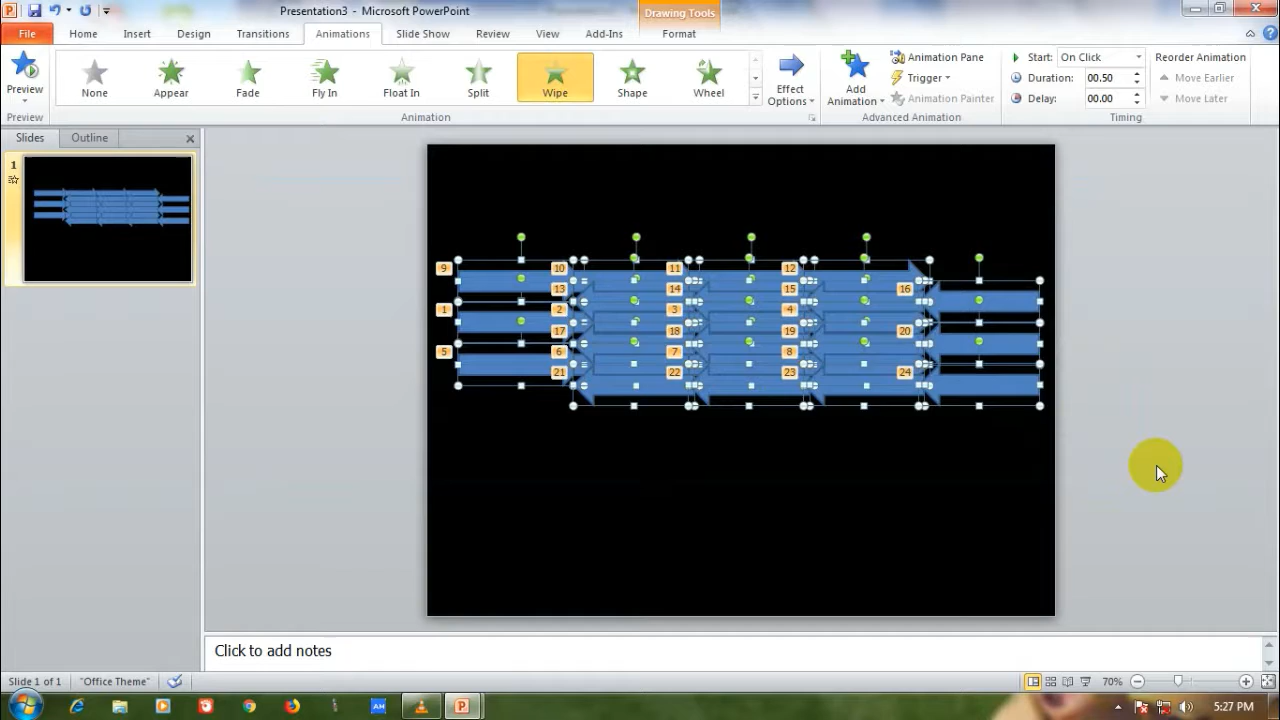 Presentation3 - Microsoft PowerPoint
Drawing Tools
File Home Insert Design Transitions Animations Slide Show Review View Add-Ins Format
Preview
None
Appear
Fade
Fly In
Float In
Split
Wipe
Shape
Wheel
Effect
Options
Add
Animation
Animation Pane
Trigger
Animation Painter
Start: On Click
Duration: 00.50
Delay: 00.00
Reorder Animation
Move Earlier
Move Later
Preview
Animation
Advanced Animation
Timing
Slides Outline
1
9 10 11 12
13 14 15 16
1 2 3 4
17 18 19 20
5 6 7 8
21 22 23 24
Click to add notes
Slide 1 of 1 "Office Theme" 70%
AM
5:27 PM